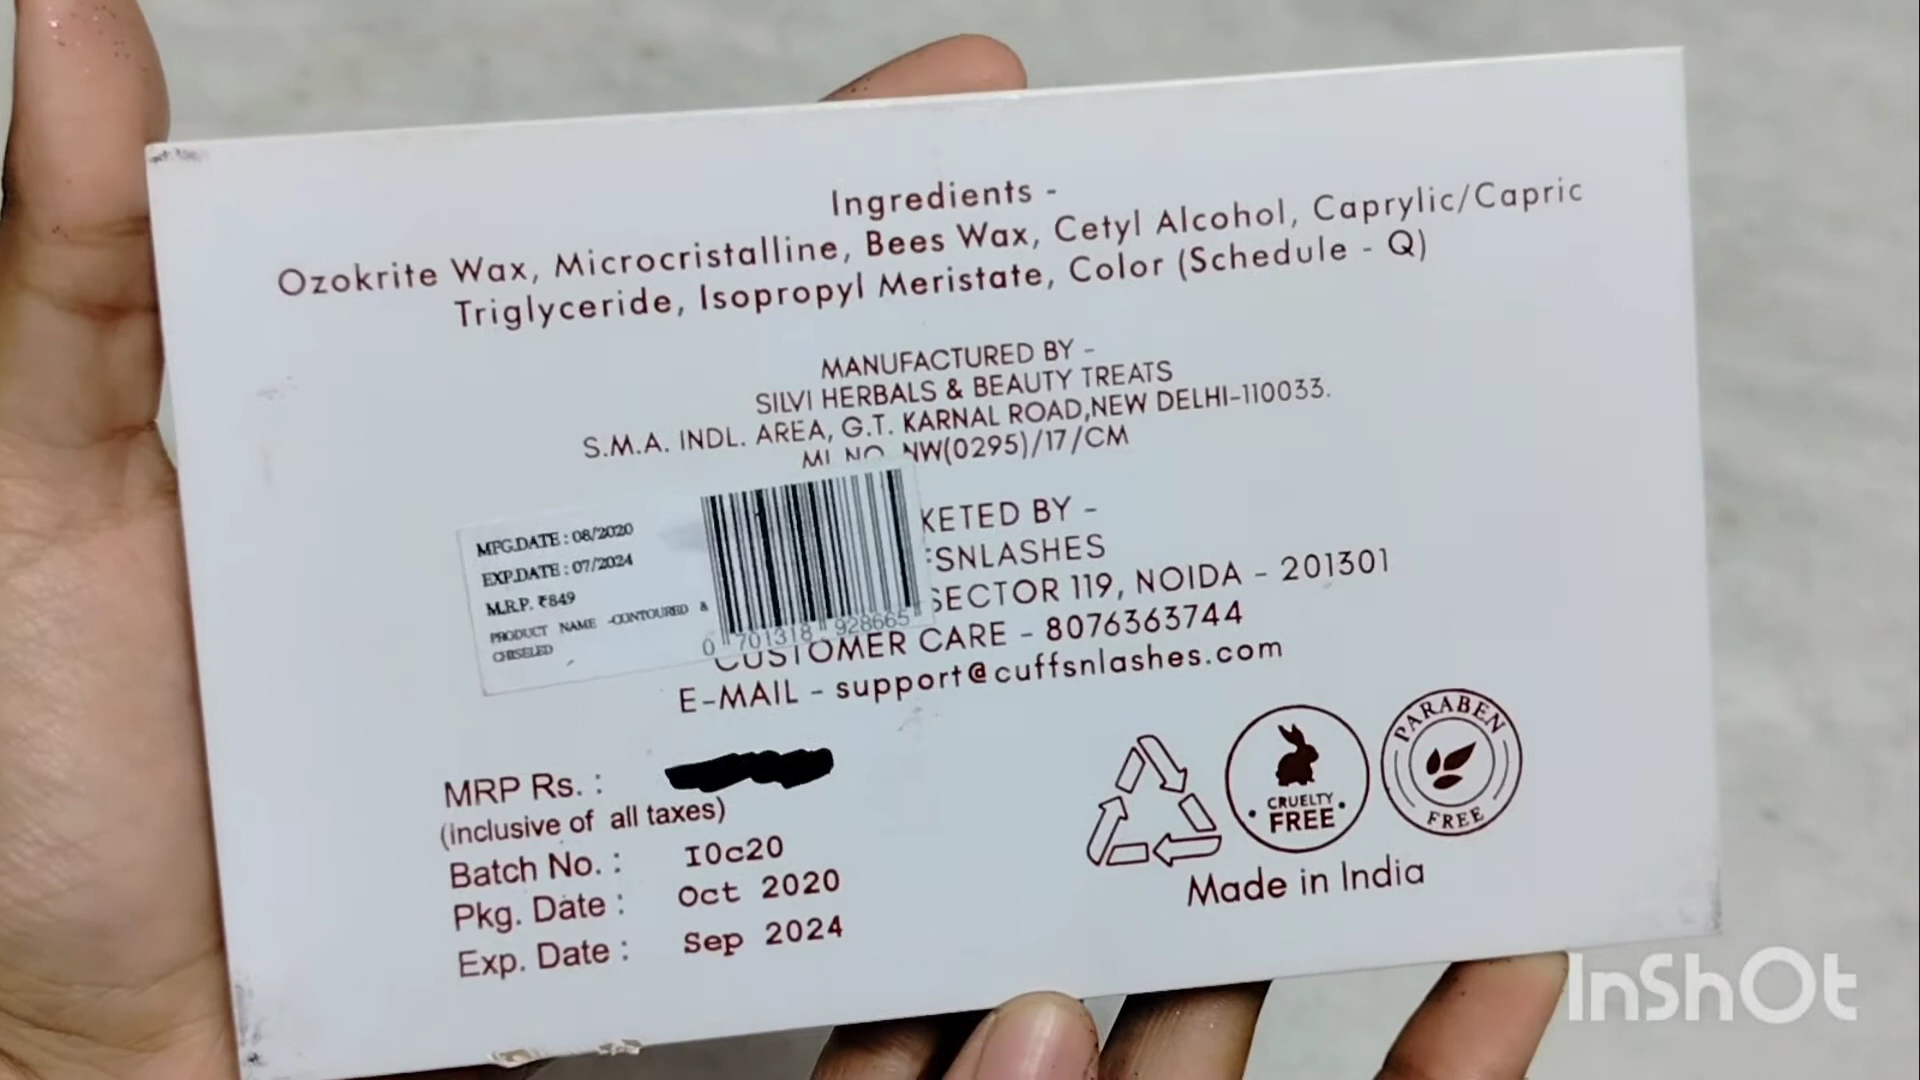 Ingredients -
Ozokrite Wax, Microcristalline, Bees Wax, Cetyl Alcohol, Caprylic/Capric
Triglyceride, Isopropyl Meristate, Color (Schedule - Q)
MANUFACTURED BY -
SILVI HERBALS & BEAUTY TREATS
S.M.A. INDL. AREA, G.T. KARNAL ROAD,NEW DELHI-110033.
NW(0295)/17/CM
MFG.DATE : 08/2020
EXP.DATE : 07/2024
M.R.P. ₹849
PRODUCT NAME -CONTOURED &
CHISELED
0 701318 928665
KETED BY -
SNLASHES
SECTOR 119, NOIDA - 201301
CUSTOMER CARE - 8076363744
E-MAIL - support@cuffsnlashes.com
MRP Rs. :
(inclusive of all taxes)
Batch No. : I0c20
Pkg. Date : Oct 2020
Exp. Date : Sep 2024
CRUELTY
FREE
PARABEN
FREE
Made in India
InShOt